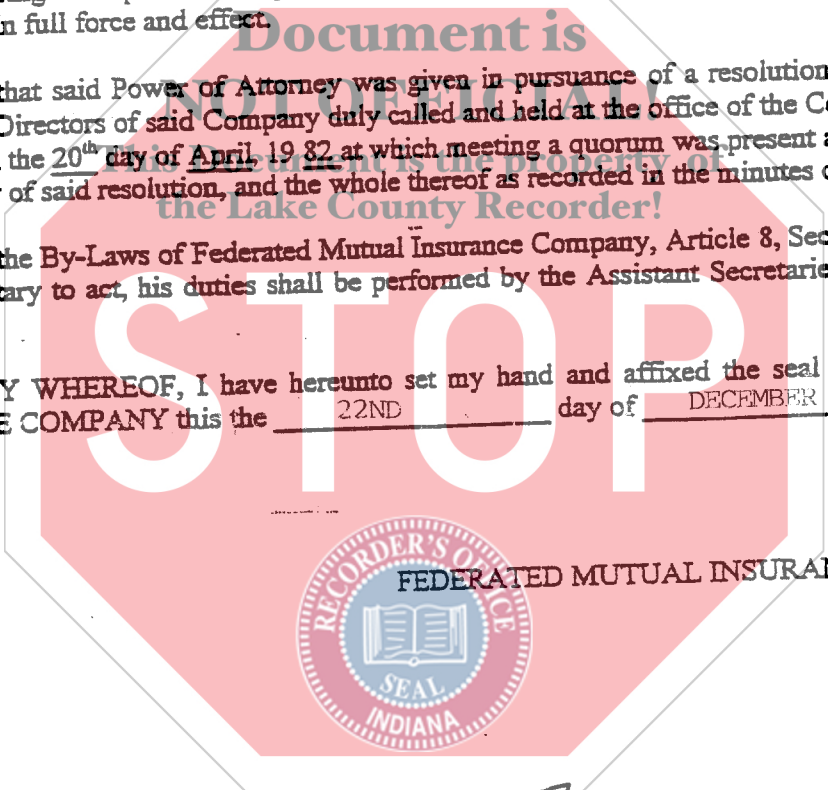 n full force and effect.
Document is
that said Power of Attorney was given in pursuance of a resolution
NOT OFFICIAL!
Directors of said Company duly called and held at the office of the C
the 20th day of April, 19 82 at which meeting a quorum was present a
This Document is the property of
of said resolution, and the whole thereof as recorded in the minutes
the Lake County Recorder!
the By-Laws of Federated Mutual Insurance Company, Article 8, Sec
ary to act, his duties shall be performed by the Assistant Secretarie
STOP
Y WHEREOF, I have hereunto set my hand and affixed the seal
E COMPANY this the 22ND day of DECEMBER
RECORDER'S OFFICE
FEDERATED MUTUAL INSURAN
SEAL
INDIANA